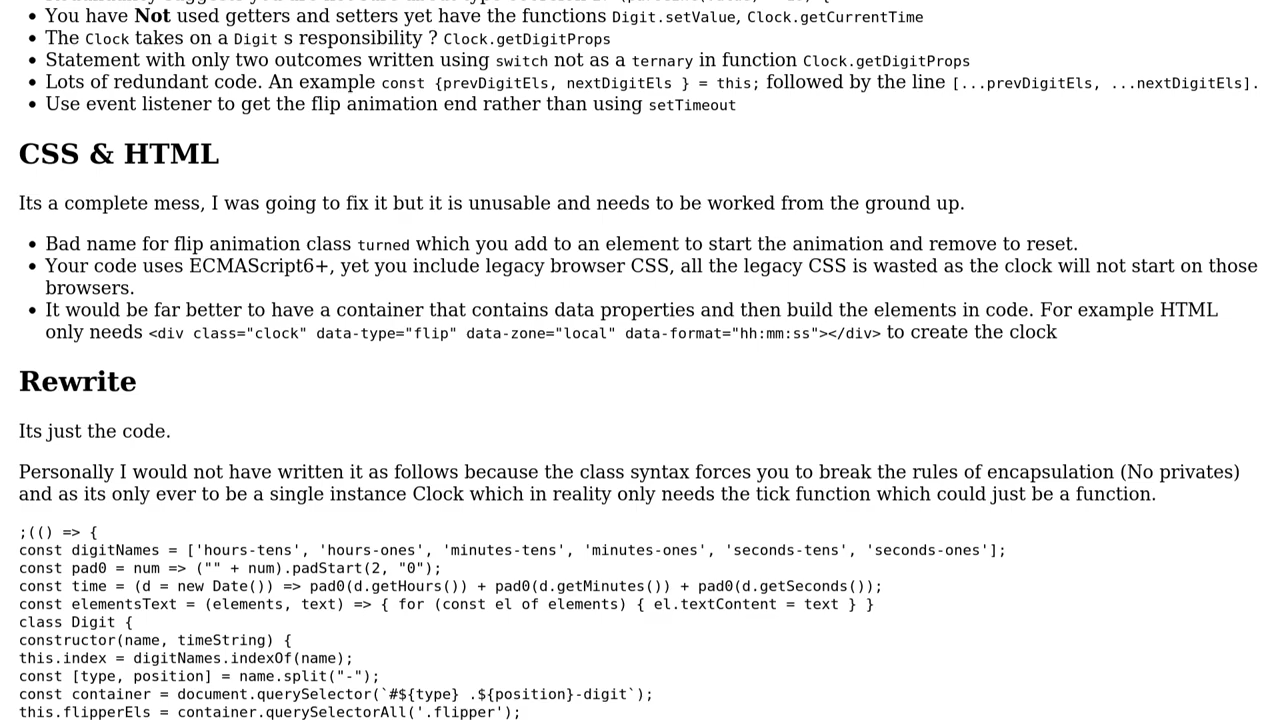 • You have Not used getters and setters yet have the functions Digit.setValue, Clock.getCurrentTime
• The Clock takes on a Digit s responsibility ? Clock.getDigitProps
• Statement with only two outcomes written using switch not as a ternary in function Clock.getDigitProps
• Lots of redundant code. An example const {prevDigitEls, nextDigitEls } = this; followed by the line [...prevDigitEls, ...nextDigitEls].
• Use event listener to get the flip animation end rather than using setTimeout
CSS & HTML
Its a complete mess, I was going to fix it but it is unusable and needs to be worked from the ground up.
• Bad name for flip animation class turned which you add to an element to start the animation and remove to reset.
• Your code uses ECMAScript6+, yet you include legacy browser CSS, all the legacy CSS is wasted as the clock will not start on those
browsers.
• It would be far better to have a container that contains data properties and then build the elements in code. For example HTML
only needs <div class="clock" data-type="flip" data-zone="local" data-format="hh:mm:ss"></div> to create the clock
Rewrite
Its just the code.
Personally I would not have written it as follows because the class syntax forces you to break the rules of encapsulation (No privates)
and as its only ever to be a single instance Clock which in reality only needs the tick function which could just be a function.
;(() => {
const digitNames = ['hours-tens', 'hours-ones', 'minutes-tens', 'minutes-ones', 'seconds-tens', 'seconds-ones'];
const pad0 = num => ("" + num).padStart(2, "0");
const time = (d = new Date()) => pad0(d.getHours()) + pad0(d.getMinutes()) + pad0(d.getSeconds());
const elementsText = (elements, text) => { for (const el of elements) { el.textContent = text } }
class Digit {
constructor(name, timeString) {
this.index = digitNames.indexOf(name);
const [type, position] = name.split("-");
const container = document.querySelector(`#${type} .${position}-digit`);
this.flipperEls = container.querySelectorAll('.flipper');